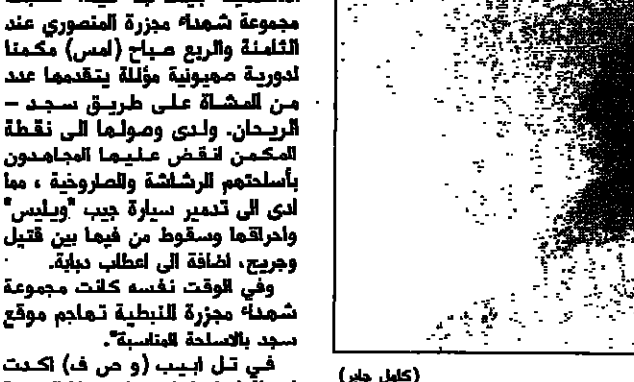 مجموعة شهداء مجزرة المنصوري عند
الثامنة والربع صباح (امس) مكمنا
لدورية صهيونية مؤللة يتقدمها عدد
من المشاة على طريق سجد –
الريحان. ولدى وصولها الى نقطة
المكمن انقض عليها المجاهدون
بأسلحتهم الرشاشة والصاروخية ، مما
ادى الى تدمير سيارة جيب "ويليس"
واحراقها وسقوط من فيها بين قتيل
وجريح، اضافة الى اعطاب دبابة.
وفي الوقت نفسه كانت مجموعة
شهداء مجزرة النبطية تهاجم موقع
سجد بالاسلحة المناسبة".
في تل ابيب (و ص ف) اكدت
(كامل جابر)